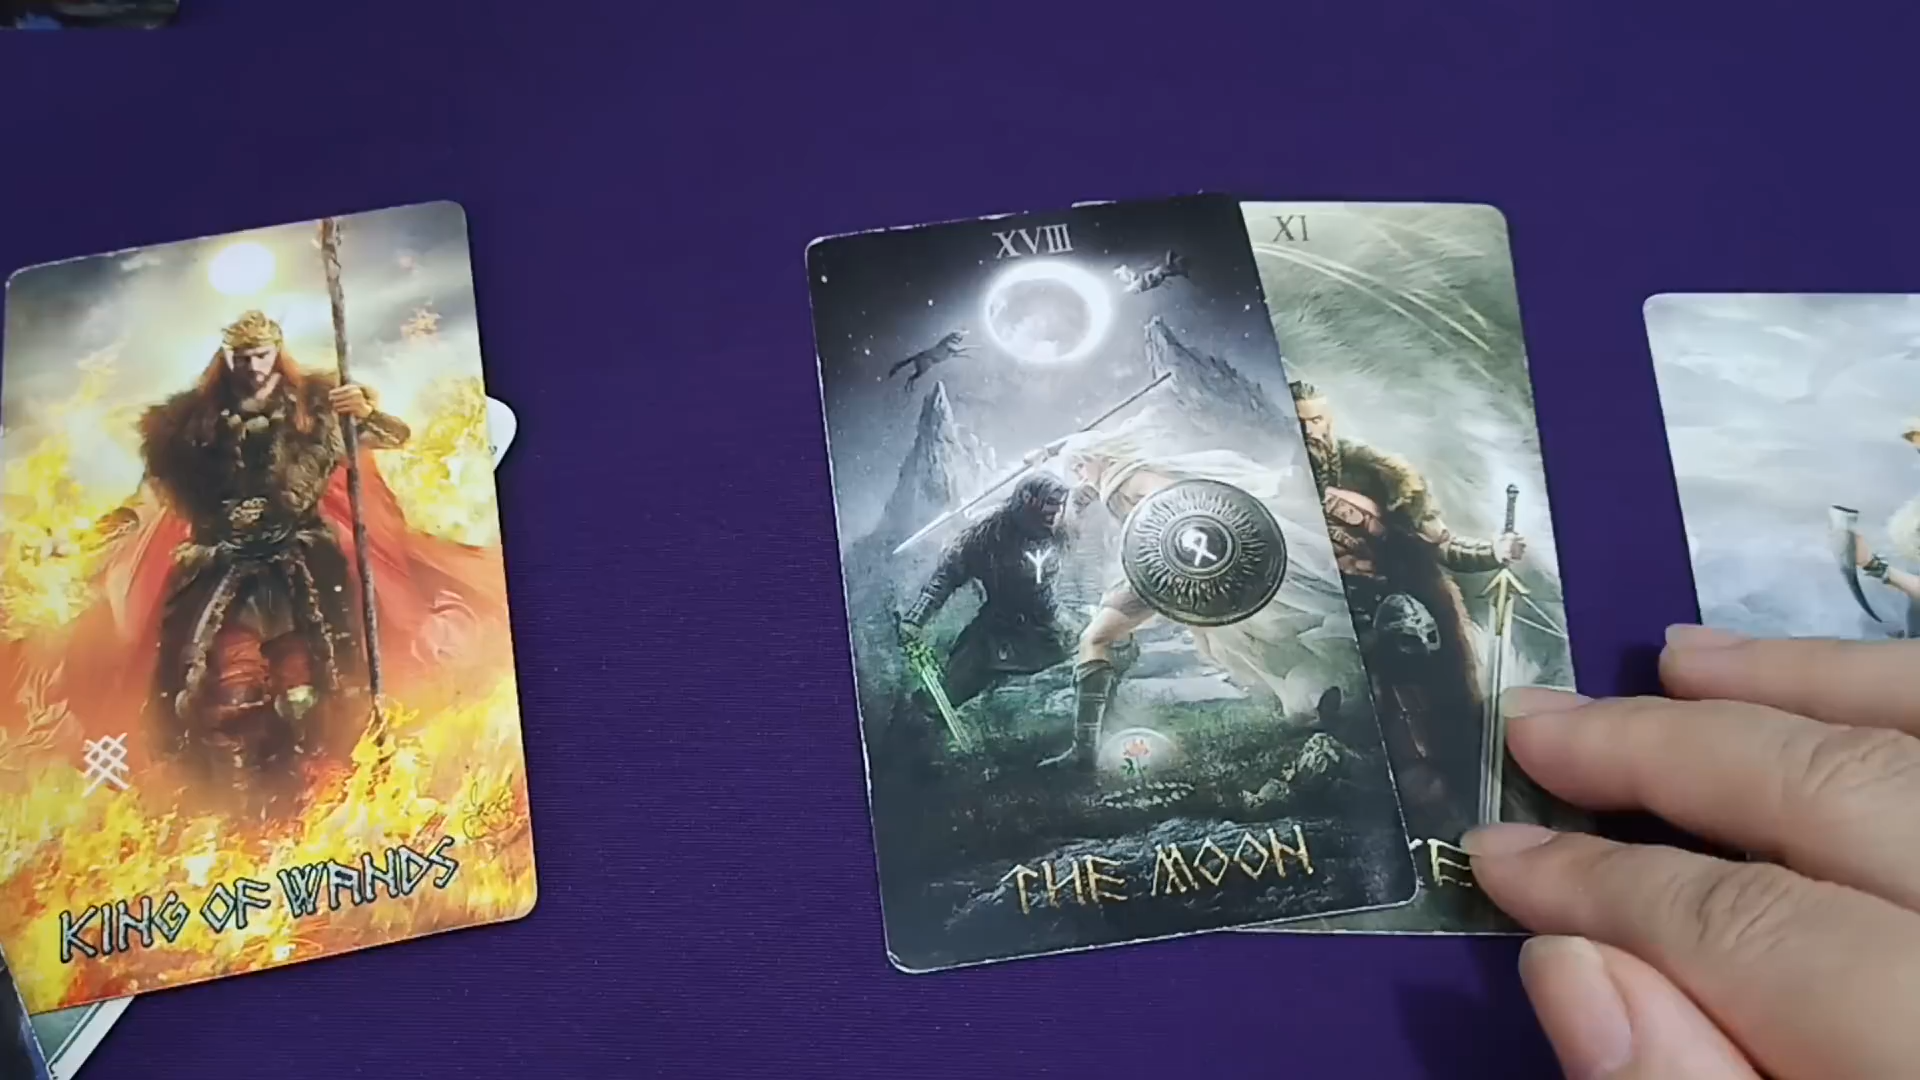 KING OF WANDS
XVIII
THE MOON
XI